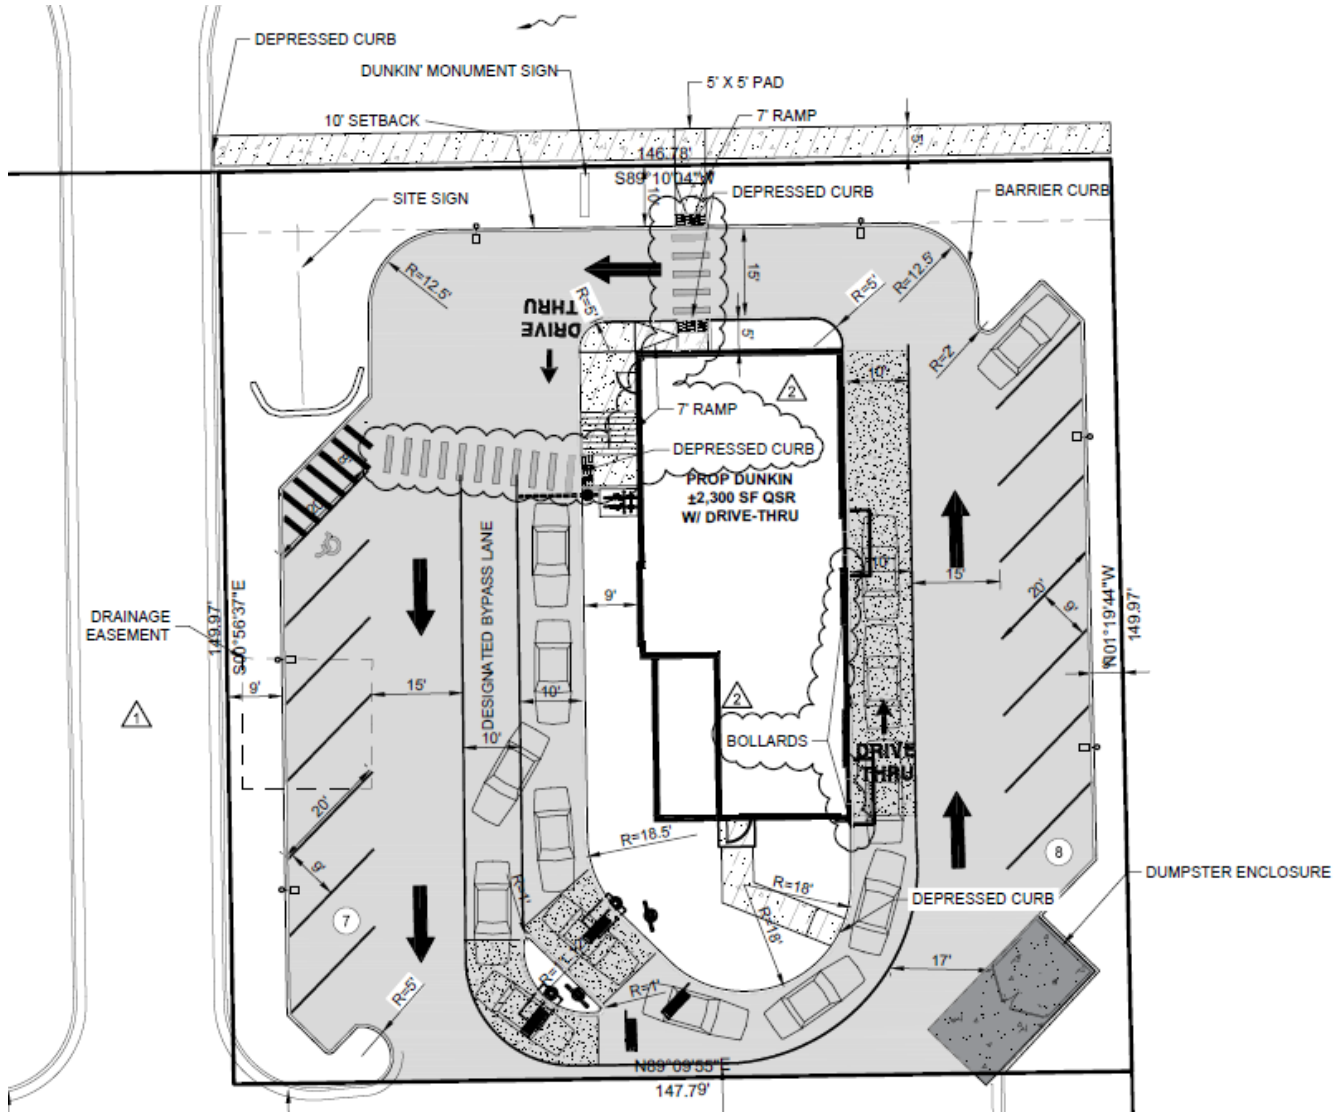 DEPRESSED CURB
DUNKIN' MONUMENT SIGN
5' X 5' PAD
10' SETBACK
7' RAMP
5'
146.78'
S89°10'04"W
10'
DEPRESSED CURB
BARRIER CURB
SITE SIGN
R=12.5'
15'
R=5'
R=12.5'
R=5'
DRIVE
THRU
5'
R=2'
10'
2
7' RAMP
DEPRESSED CURB
8'
20'
PROP DUNKIN
±2,300 SF QSR
W/ DRIVE-THRU
DESIGNATED BYPASS LANE
10'
15'
9'
20'
9'
N01°19'44"W
149.97'
DRAINAGE
EASEMENT
149.97'
S00°56'37"E
9'
15'
10'
10'
1
2
BOLLARDS
DRIVE
THRU
20'
9'
R=18.5'
8
DUMPSTER ENCLOSURE
R=18'
R=18'
DEPRESSED CURB
7
R=1'
R=1'
17'
R=5'
N89°09'55"E
147.79'